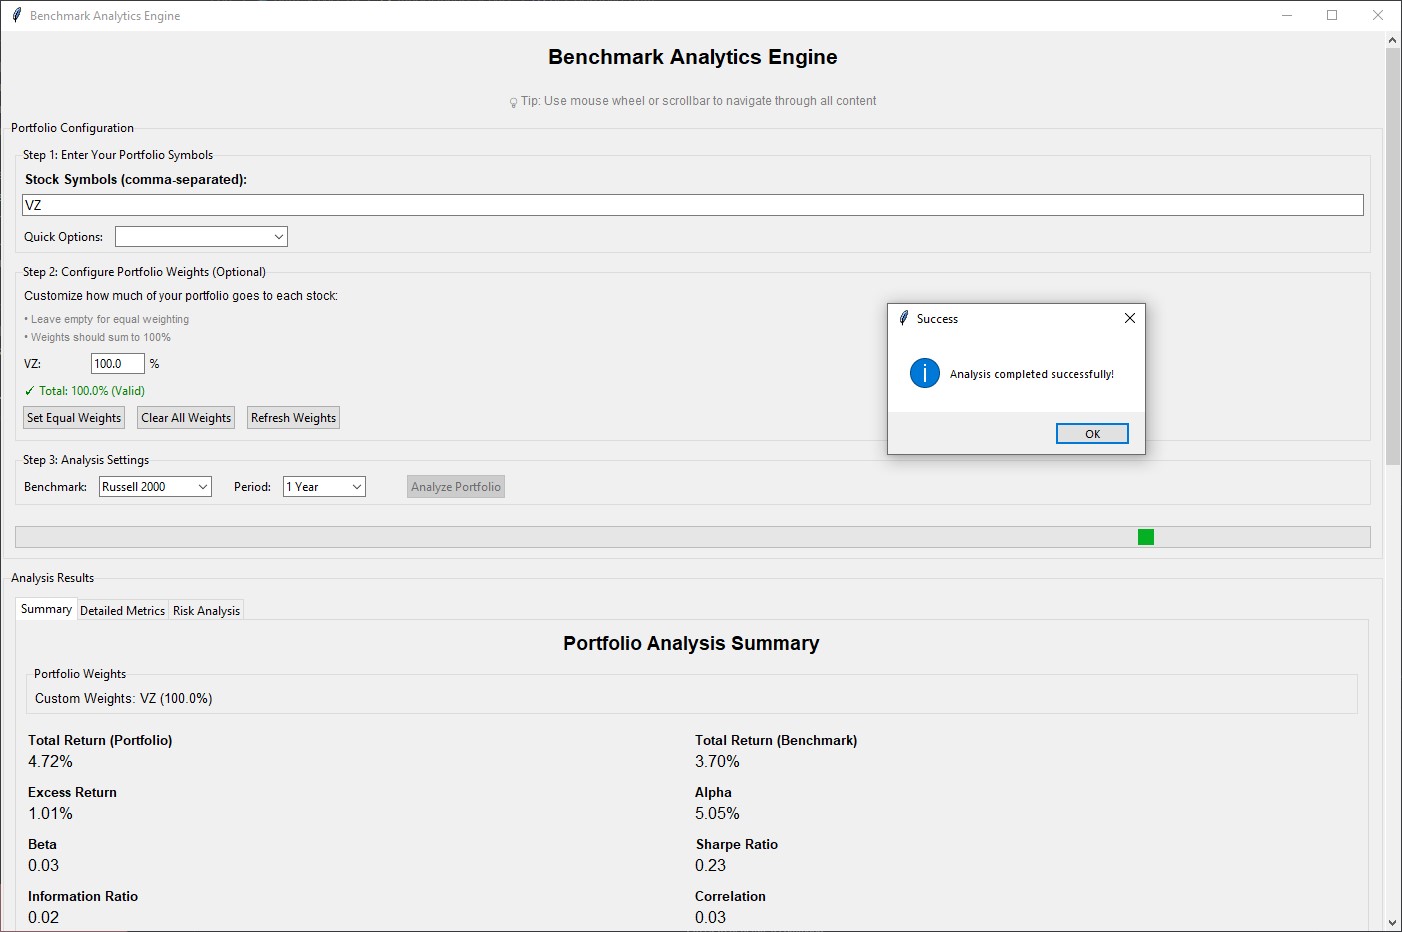 Benchmark Analytics Engine
Benchmark Analytics Engine
Tip: Use mouse wheel or scrollbar to navigate through all content
Portfolio Configuration
Step 1: Enter Your Portfolio Symbols
Stock Symbols (comma-separated):
VZ
Quick Options:
Step 2: Configure Portfolio Weights (Optional)
Customize how much of your portfolio goes to each stock:
• Leave empty for equal weighting
• Weights should sum to 100%
VZ: 100.0 %
✓ Total: 100.0% (Valid)
Set Equal Weights Clear All Weights Refresh Weights
Success
Analysis completed successfully!
OK
Step 3: Analysis Settings
Benchmark: Russell 2000 Period: 1 Year Analyze Portfolio
Analysis Results
Summary Detailed Metrics Risk Analysis
Portfolio Analysis Summary
Portfolio Weights
Custom Weights: VZ (100.0%)
Total Return (Portfolio) Total Return (Benchmark)
4.72% 3.70%
Excess Return Alpha
1.01% 5.05%
Beta Sharpe Ratio
0.03 0.23
Information Ratio Correlation
0.02 0.03